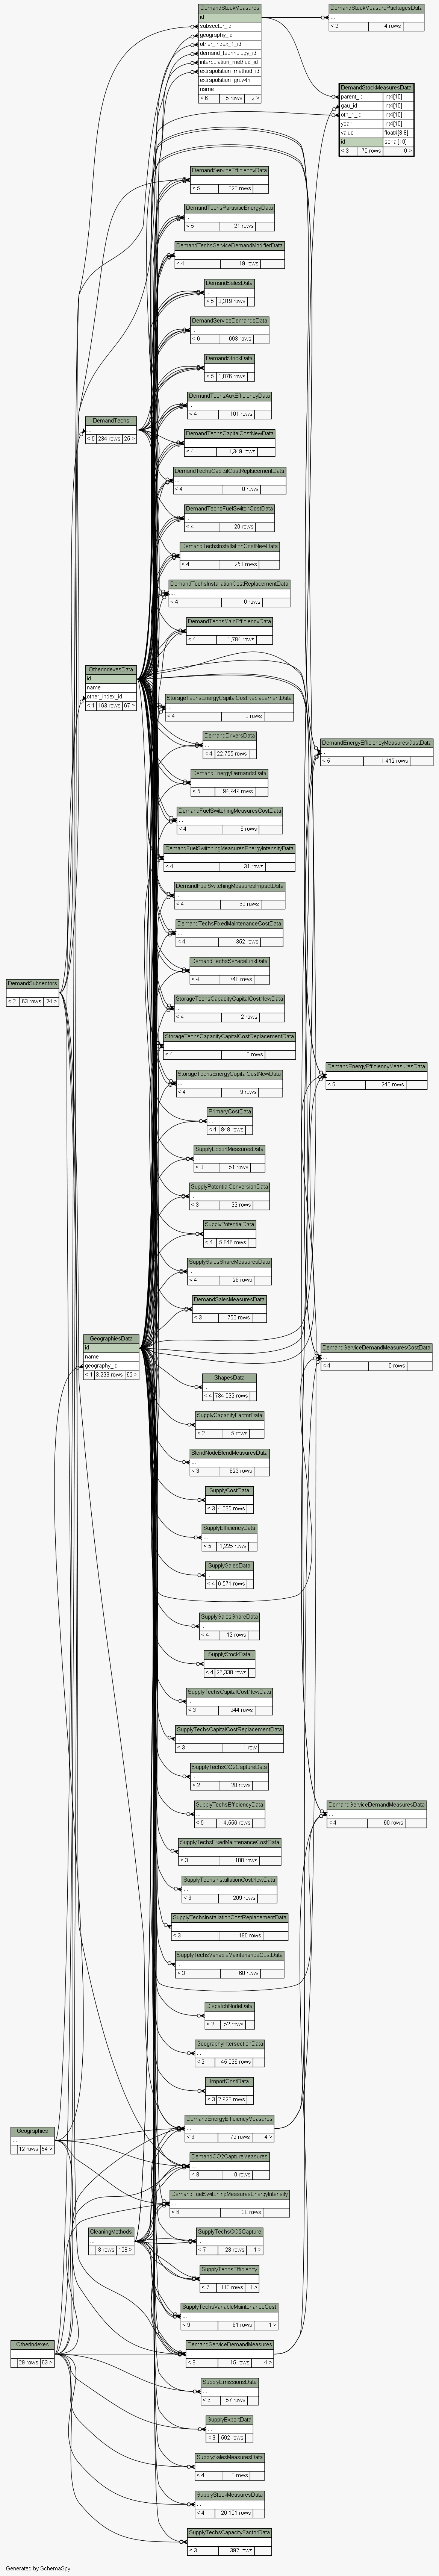 DemandStockMeasures
id
subsector_id
geography_id
other_index_1_id
demand_technology_id
interpolation_method_id
extrapolation_method_id
extrapolation_growth
name
< 6 5 rows 2 >
DemandStockMeasurePackagesData
...
< 2 4 rows
DemandStockMeasuresData
parent_id int4[10]
gau_id int4[10]
oth_1_id int4[10]
year int4[10]
value float8[8,8]
id serial[10]
< 3 70 rows 0 >
DemandServiceEfficiencyData
...
< 5 323 rows
DemandTechsParasiticEnergyData
...
< 5 21 rows
DemandTechsServiceDemandModifierData
...
< 4 19 rows
DemandSalesData
...
< 5 3,319 rows
DemandServiceDemandsData
...
< 6 693 rows
DemandStockData
...
< 5 1,876 rows
DemandTechsAuxEfficiencyData
...
< 4 101 rows
DemandTechs
...
< 5 234 rows 25 >
DemandTechsCapitalCostNewData
...
< 4 1,349 rows
DemandTechsCapitalCostReplacementData
...
< 4 0 rows
DemandTechsFuelSwitchCostData
...
< 4 20 rows
DemandTechsInstallationCostNewData
...
< 4 251 rows
DemandTechsInstallationCostReplacementData
...
< 4 0 rows
DemandTechsMainEfficiencyData
...
< 4 1,784 rows
OtherIndexesData
id
name
other_index_id
< 1 163 rows 67 >
StorageTechsEnergyCapitalCostReplacementData
...
< 4 0 rows
DemandDriversData
...
< 4 22,755 rows
DemandEnergyEfficiencyMeasuresCostData
...
< 5 1,412 rows
DemandEnergyDemandsData
...
< 5 94,949 rows
DemandFuelSwitchingMeasuresCostData
...
< 4 6 rows
DemandFuelSwitchingMeasuresEnergyIntensityData
...
< 4 31 rows
DemandFuelSwitchingMeasuresImpactData
...
< 4 63 rows
DemandTechsFixedMaintenanceCostData
...
< 4 352 rows
DemandTechsServiceLinkData
...
< 4 740 rows
DemandSubsectors
...
< 2 63 rows 24 >
StorageTechsCapacityCapitalCostNewData
...
< 4 2 rows
StorageTechsCapacityCapitalCostReplacementData
...
< 4 0 rows
DemandEnergyEfficiencyMeasuresData
...
< 5 240 rows
StorageTechsEnergyCapitalCostNewData
...
< 4 9 rows
PrimaryCostData
...
< 4 848 rows
SupplyExportMeasuresData
...
< 3 51 rows
SupplyPotentialConversionData
...
< 3 33 rows
SupplyPotentialData
...
< 4 5,846 rows
SupplySalesShareMeasuresData
...
< 4 26 rows
DemandSalesMeasuresData
...
< 3 750 rows
GeographiesData
id
name
geography_id
< 1 3,293 rows 62 >
DemandServiceDemandMeasuresCostData
...
< 4 0 rows
ShapesData
...
< 4 784,032 rows
SupplyCapacityFactorData
...
< 2 5 rows
BlendNodeBlendMeasuresData
...
< 3 623 rows
SupplyCostData
...
< 3 4,035 rows
SupplyEfficiencyData
...
< 5 1,225 rows
SupplySalesData
...
< 4 6,571 rows
SupplySalesShareData
...
< 4 13 rows
SupplyStockData
...
< 4 26,338 rows
SupplyTechsCapitalCostNewData
...
< 3 944 rows
SupplyTechsCapitalCostReplacementData
...
< 3 1 row
SupplyTechsCO2CaptureData
...
< 2 28 rows
SupplyTechsEfficiencyData
...
< 5 4,556 rows
DemandServiceDemandMeasuresData
...
< 4 60 rows
SupplyTechsFixedMaintenanceCostData
...
< 3 180 rows
SupplyTechsInstallationCostNewData
...
< 3 209 rows
SupplyTechsInstallationCostReplacementData
...
< 3 180 rows
SupplyTechsVariableMaintenanceCostData
...
< 3 68 rows
DispatchNodeData
...
< 2 52 rows
GeographyIntersectionData
...
< 2 45,036 rows
ImportCostData
...
< 3 2,823 rows
Geographies
...
12 rows 54 >
DemandEnergyEfficiencyMeasures
...
< 8 72 rows 4 >
DemandCO2CaptureMeasures
...
< 8 0 rows
DemandFuelSwitchingMeasuresEnergyIntensity
...
< 6 30 rows
CleaningMethods
...
8 rows 108 >
SupplyTechsCO2Capture
...
< 7 28 rows 1 >
SupplyTechsEfficiency
...
< 7 113 rows 1 >
SupplyTechsVariableMaintenanceCost
...
< 9 81 rows 1 >
OtherIndexes
...
29 rows 63 >
DemandServiceDemandMeasures
...
< 8 15 rows 4 >
SupplyEmissionsData
...
< 6 57 rows
SupplyExportData
...
< 3 592 rows
SupplySalesMeasuresData
...
< 4 0 rows
SupplyStockMeasuresData
...
< 4 20,101 rows
SupplyTechsCapacityFactorData
...
< 3 392 rows
Generated by SchemaSpy